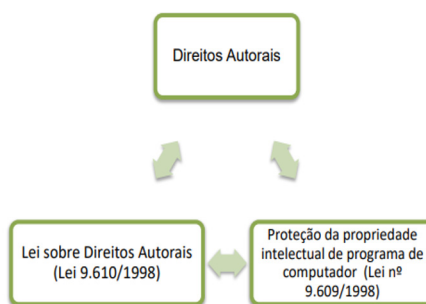 Direitos Autorais
Lei sobre Direitos Autorais
(Lei 9.610/1998)
Proteção da propriedade
intelectual de programa de
computador (Lei nº
9.609/1998)